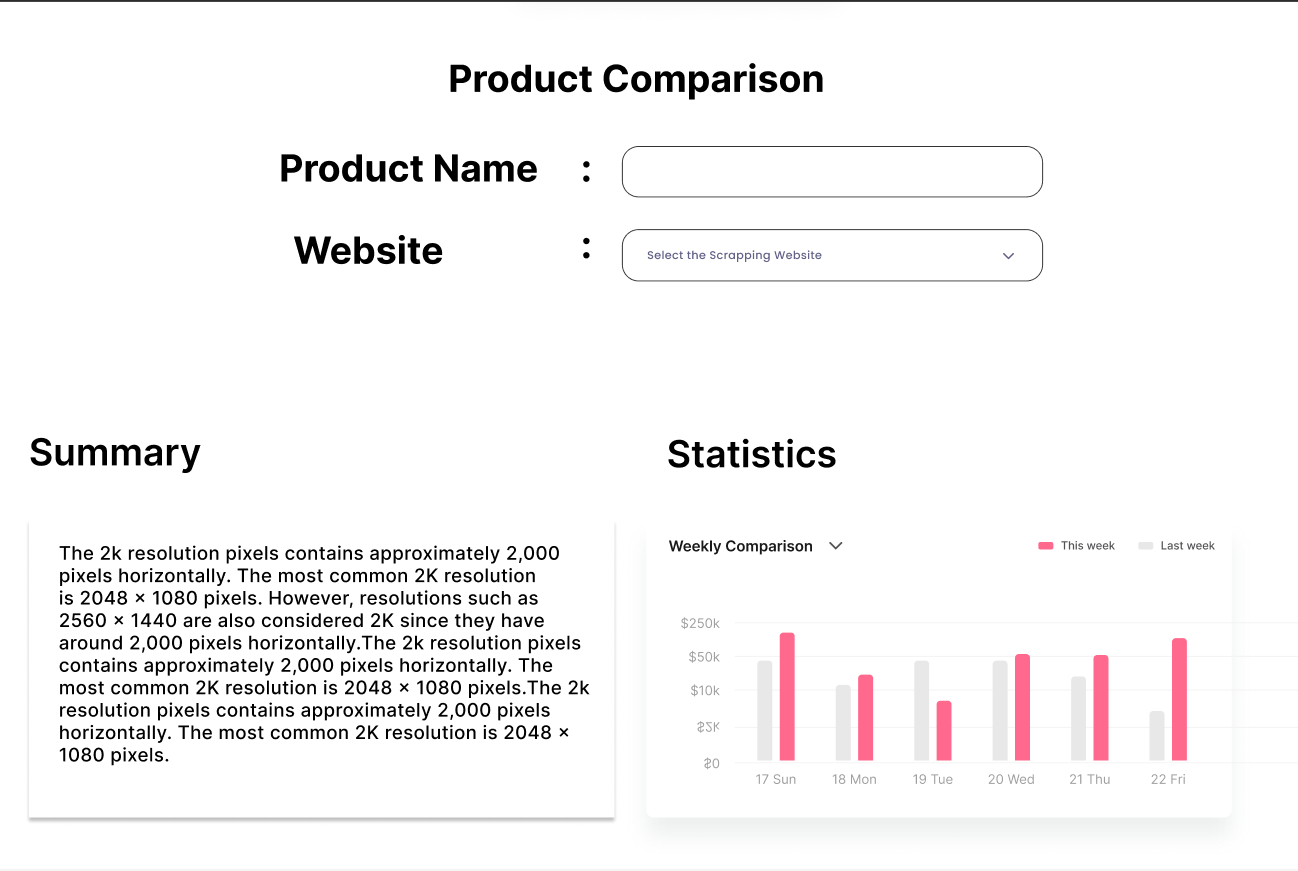 Product Comparison
Product Name :
Website :
Select the Scrapping Website
Summary
The 2k resolution pixels contains approximately 2,000
pixels horizontally. The most common 2K resolution
is 2048 × 1080 pixels. However, resolutions such as
2560 × 1440 are also considered 2K since they have
around 2,000 pixels horizontally.The 2k resolution pixels
contains approximately 2,000 pixels horizontally. The
most common 2K resolution is 2048 × 1080 pixels.The 2k
resolution pixels contains approximately 2,000 pixels
horizontally. The most common 2K resolution is 2048 ×
1080 pixels.
Statistics
Weekly Comparison
This week
Last week
$250k
$50k
$10k
$2K
$0
17 Sun
18 Mon
19 Tue
20 Wed
21 Thu
22 Fri